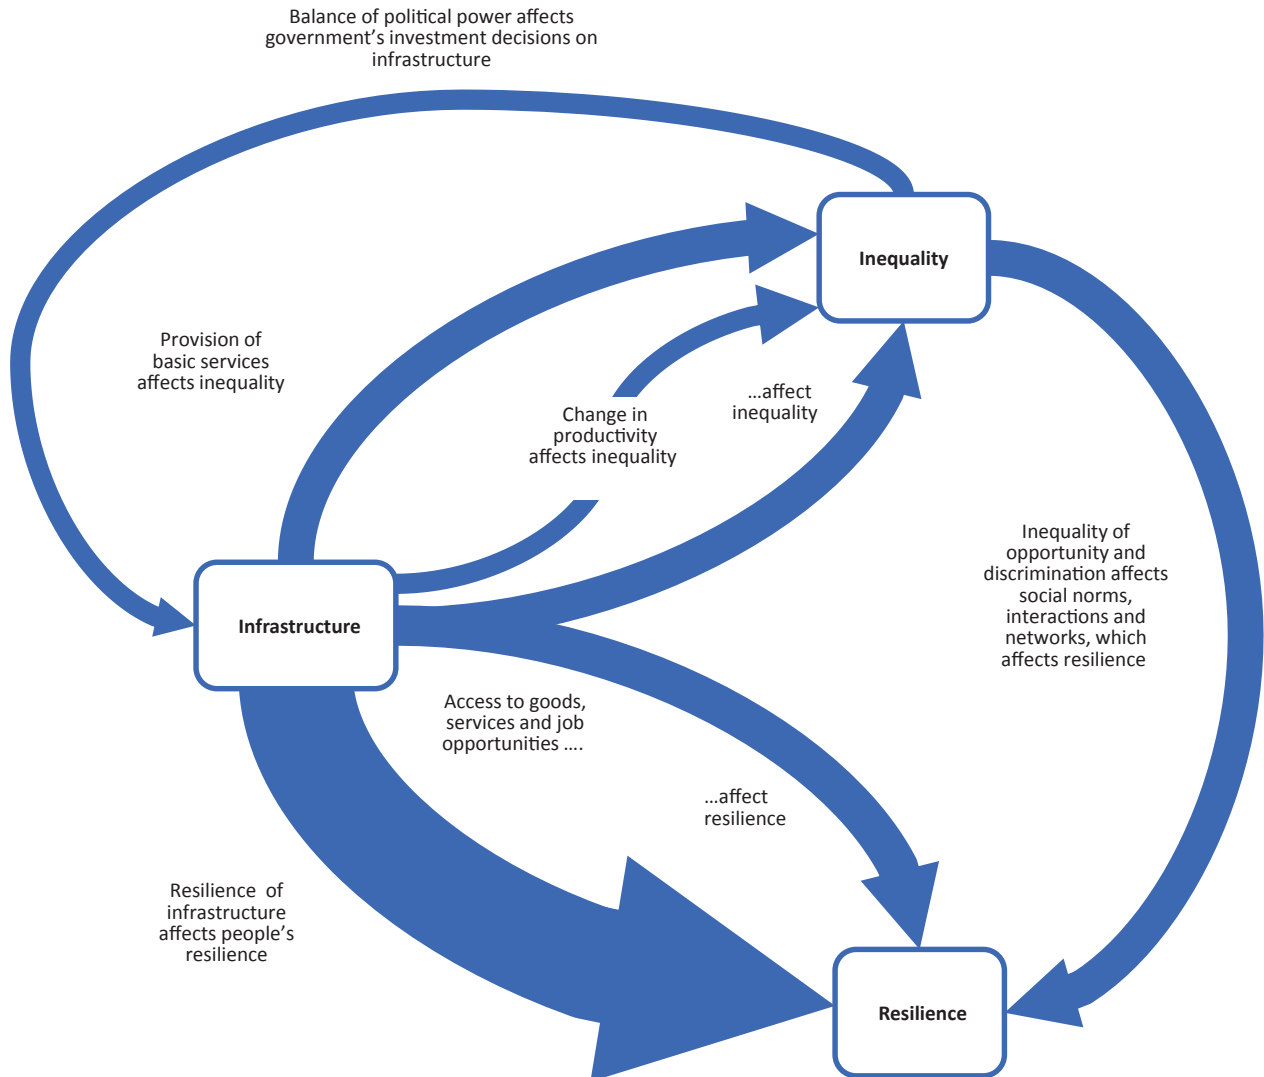 Balance of political power affects
government’s investment decisions on
infrastructure
Inequality
Provision of
basic services
affects inequality
…affect
inequality
Change in
productivity
affects inequality
Inequality of
opportunity and
discrimination affects
social norms,
interactions and
networks, which
affects resilience
Infrastructure
Access to goods,
services and job
opportunities ….
…affect
resilience
Resilience  of
infrastructure
affects people’s
resilience
Resilience